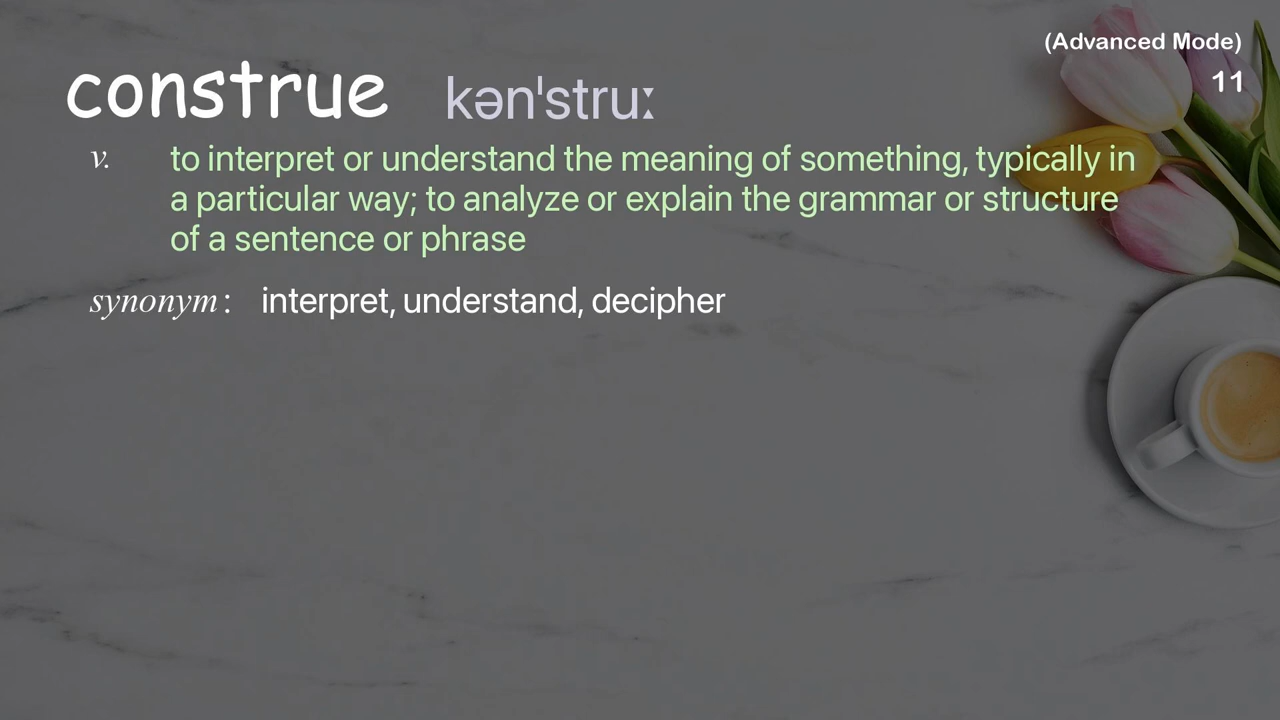 (Advanced Mode)
11
construe kən'struː
v. to interpret or understand the meaning of something, typically in
a particular way; to analyze or explain the grammar or structure
of a sentence or phrase
synonym: interpret, understand, decipher